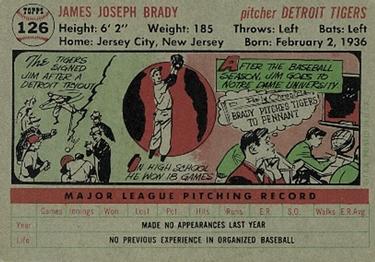 TOPPS
126
JAMES JOSEPH BRADY pitcher DETROIT TIGERS
Height: 6' 2" Weight: 185 Throws: Left Bats: Left
Home: Jersey City, New Jersey Born: February 2, 1936
The TIGERS
SIGNED
JIM AFTER A
DETROIT TRYOUT
IN HIGH SCHOOL
HE WON 18 GAMES
AFTER THE BASEBALL
SEASON, JIM GOES TO
NOTRE DAME UNIVERSITY.
BRADY PITCHES TIGERS
TO PENNANT
MAJOR LEAGUE PITCHING RECORD
Games Innings Won Lost Pct. Hits Runs E.R. S.O. Walks E.R.Avg
Year MADE NO APPEARANCES LAST YEAR
Life NO PREVIOUS EXPERIENCE IN ORGANIZED BASEBALL